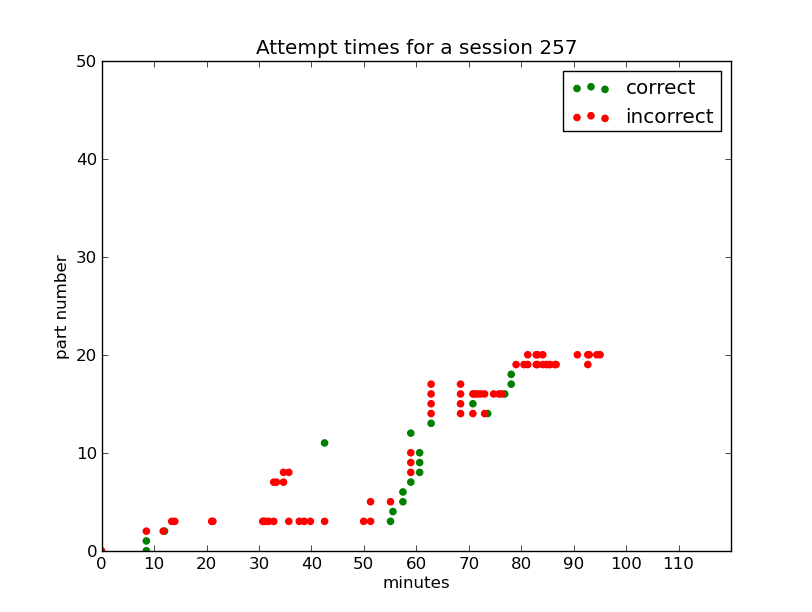 Attempt times for a session 257
50
correct
incorrect
40
30
part number
20
10
0
0 10 20 30 40 50 60 70 80 90 100 110
minutes